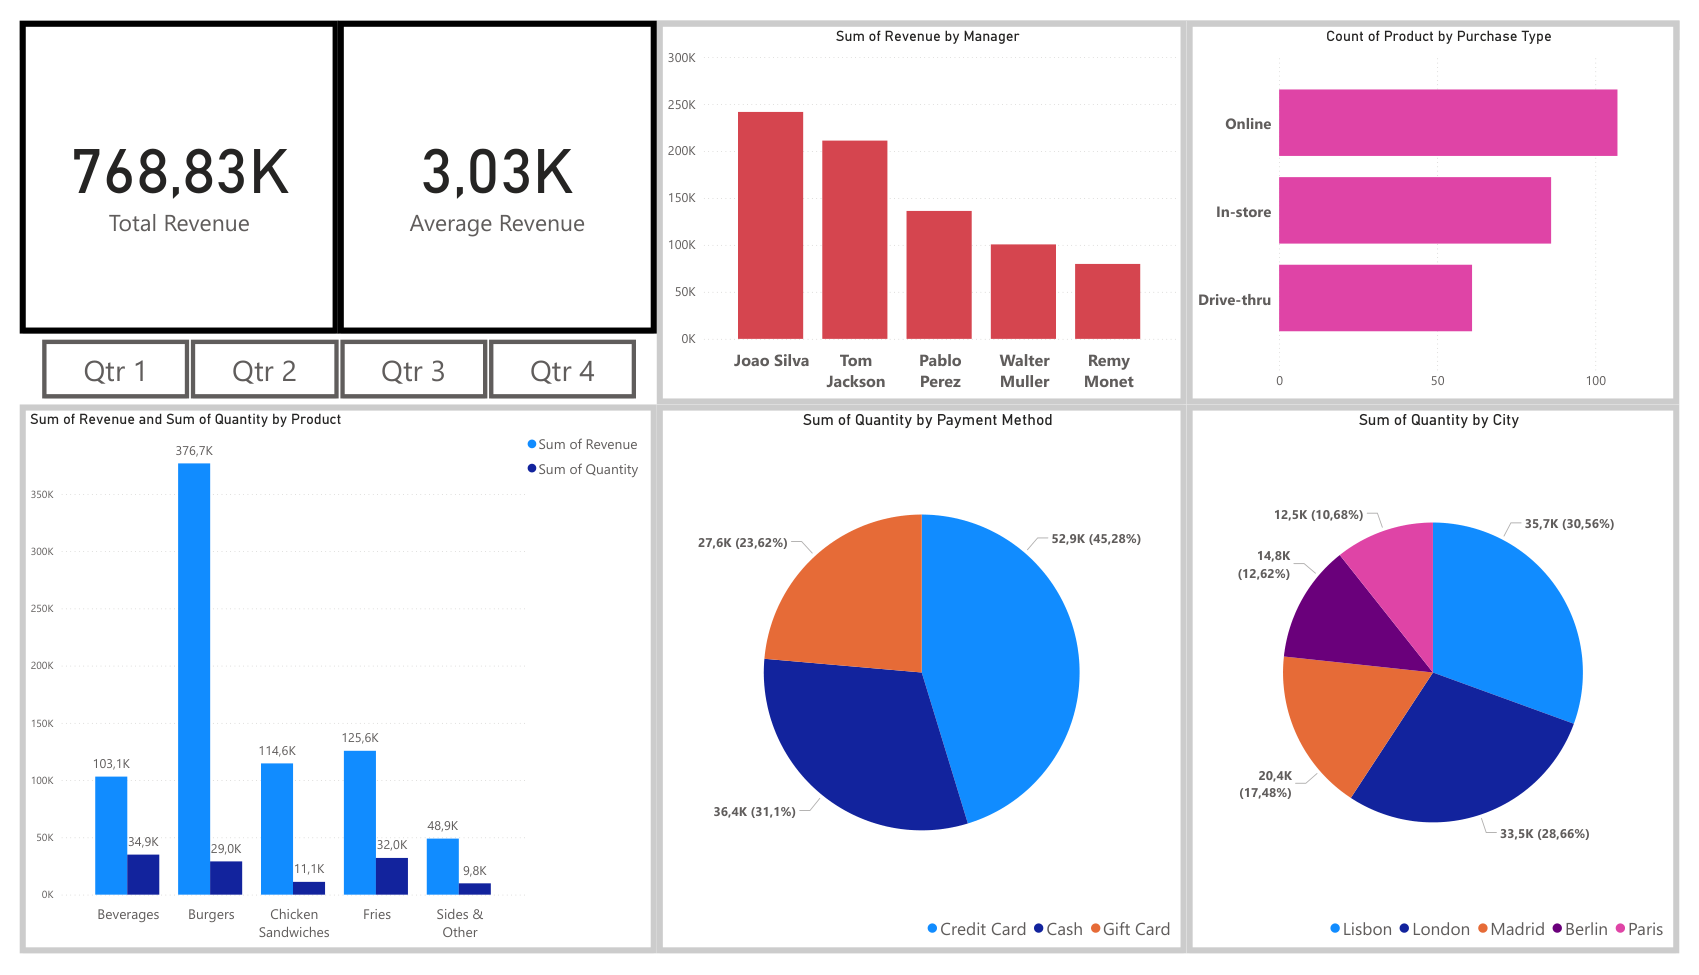 768,83K
Total Revenue
3,03K
Average Revenue
Qtr 1
Qtr 2
Qtr 3
Qtr 4
Sum of Revenue by Manager
300K
250K
200K
150K
100K
50K
0K
Joao Silva
Tom
Jackson
Pablo
Perez
Walter
Muller
Remy
Monet
Count of Product by Purchase Type
Online
In-store
Drive-thru
0
50
100
Sum of Revenue and Sum of Quantity by Product
Sum of Revenue
Sum of Quantity
350K
300K
250K
200K
150K
100K
50K
0K
103,1K
34,9K
376,7K
29,0K
114,6K
11,1K
125,6K
32,0K
48,9K
9,8K
Beverages
Burgers
Chicken
Sandwiches
Fries
Sides &
Other
Sum of Quantity by Payment Method
27,6K (23,62%)
52,9K (45,28%)
36,4K (31,1%)
Credit Card
Cash
Gift Card
Sum of Quantity by City
12,5K (10,68%)
35,7K (30,56%)
14,8K
(12,62%)
20,4K
(17,48%)
33,5K (28,66%)
Lisbon
London
Madrid
Berlin
Paris